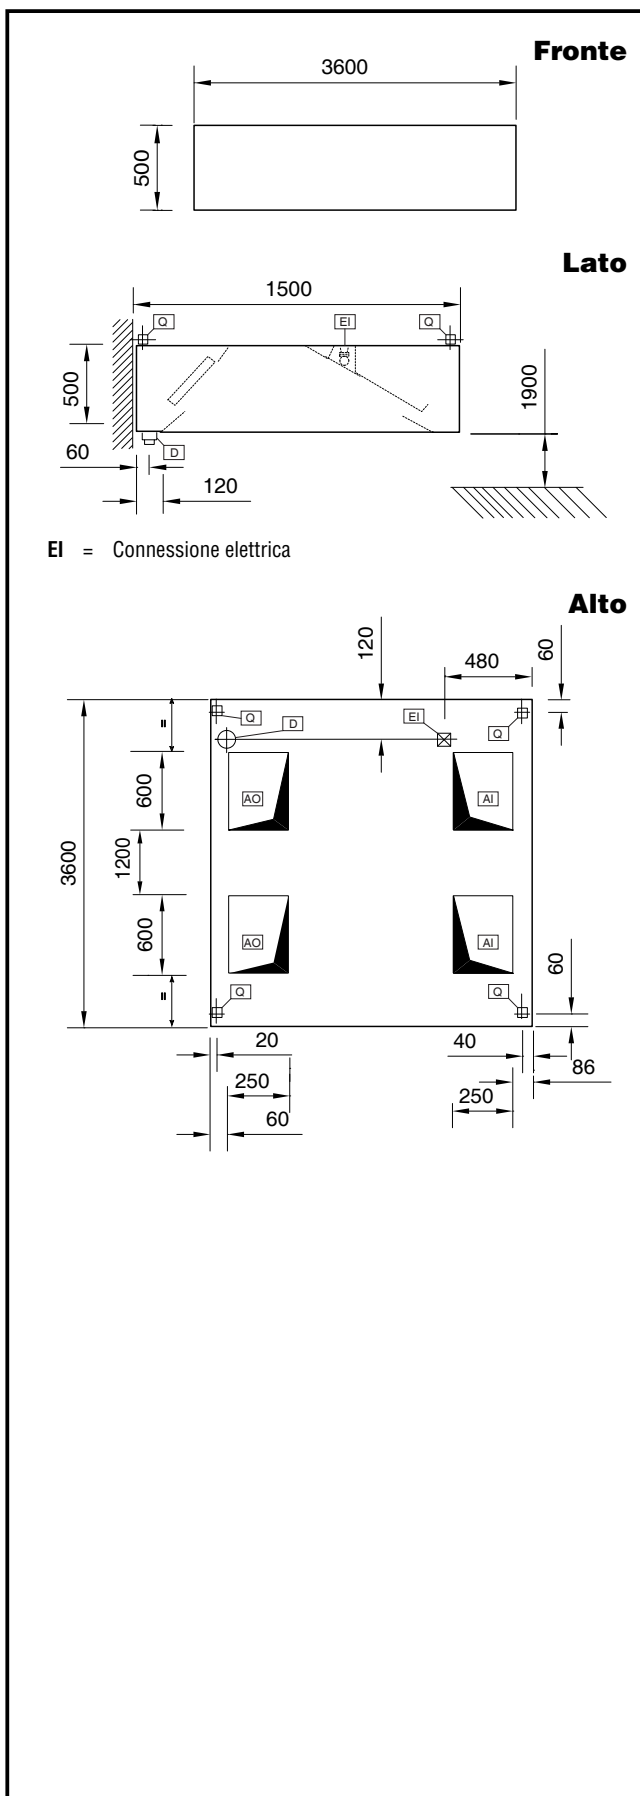 Fronte
3600
500
Lato
1500
Q
EI
Q
500
1900
60
D
120
EI = Connessione elettrica
Alto
120
480
60
=
Q
D
EI
Q
600
AO
AI
3600
1200
600
AO
AI
60
=
Q
Q
20
40
86
250
250
60